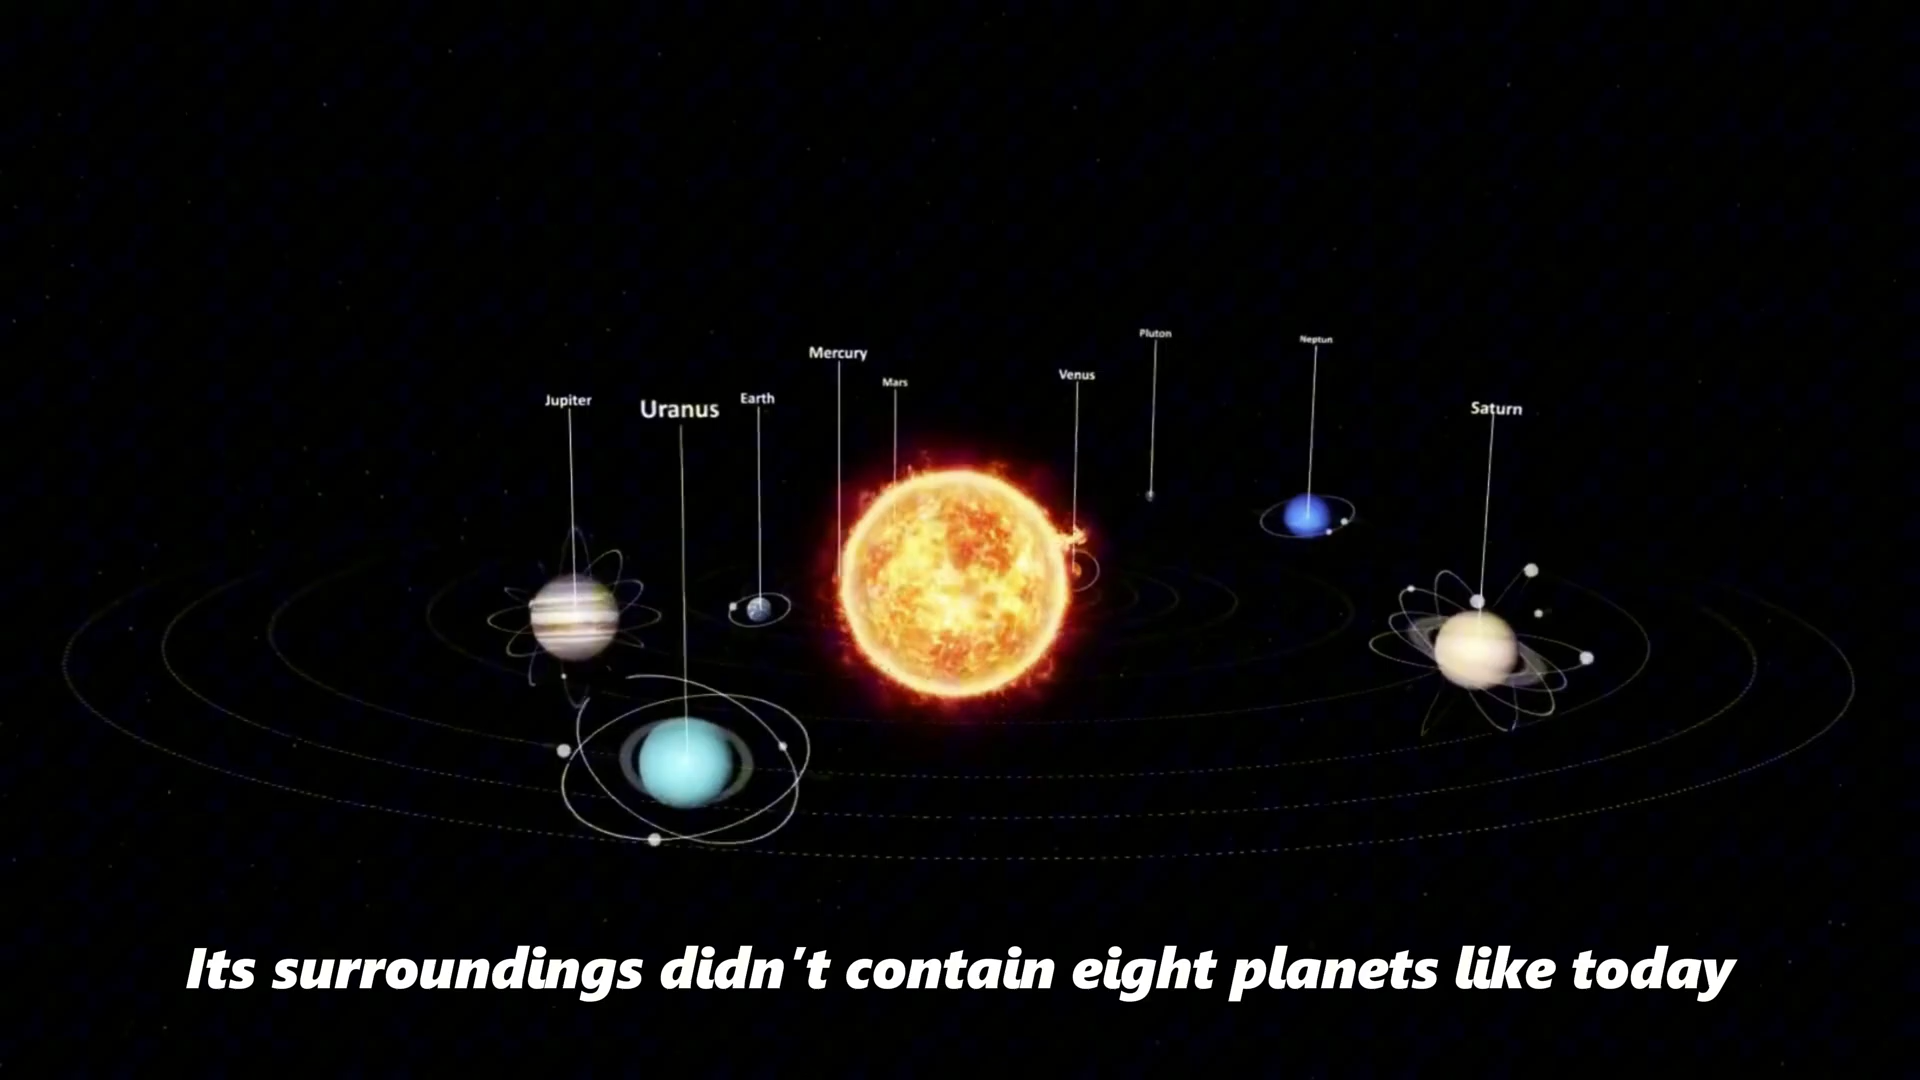 Pluton
Neptun
Mercury
Venus
Mars
Earth
Jupiter
Uranus
Saturn
Its surroundings didn't contain eight planets like today